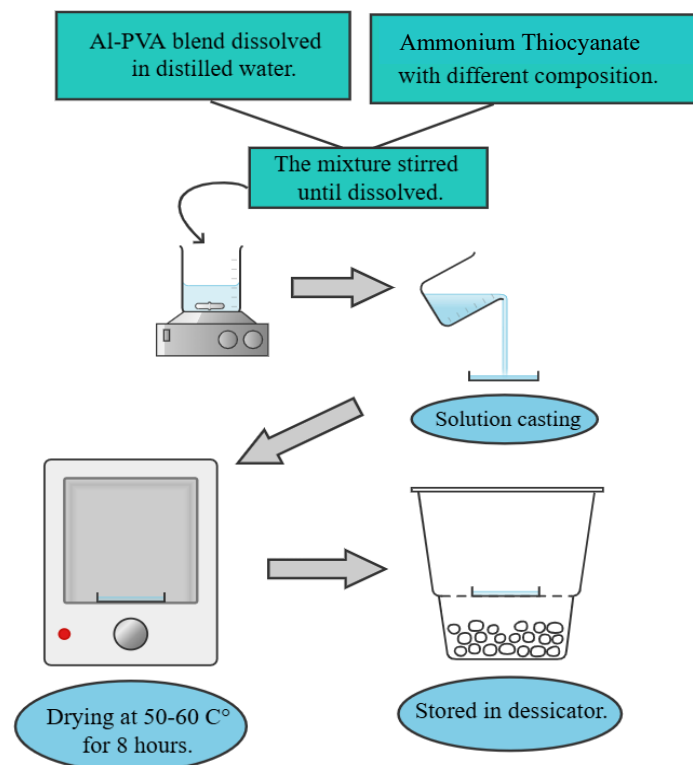 Al-PVA blend dissolved
in distilled water.
Ammonium Thiocyanate
with different composition.
The mixture stirred
until dissolved.
Solution casting
Drying at 50-60 C°
for 8 hours.
Stored in dessicator.